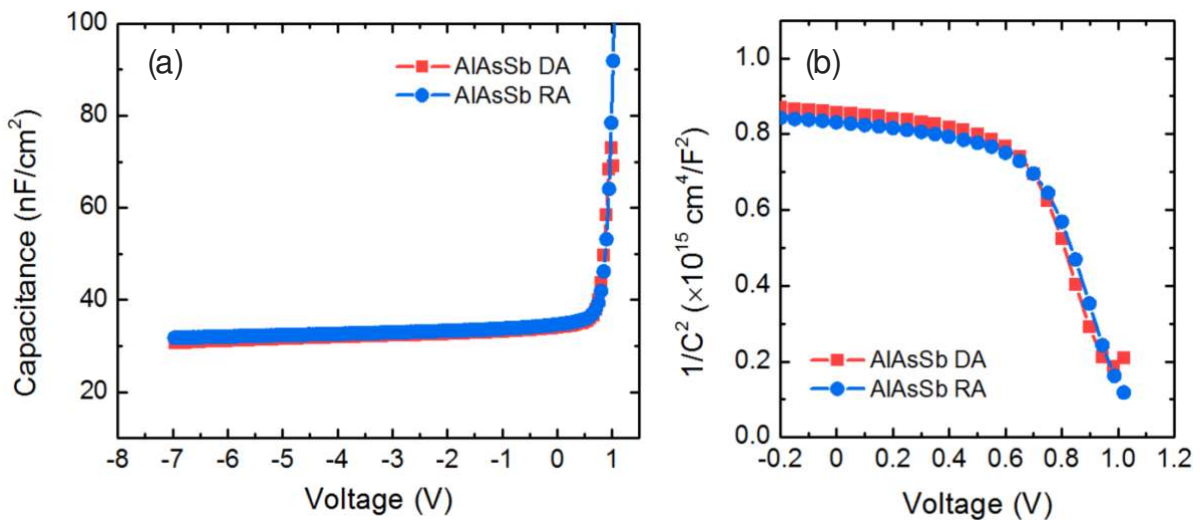 (a)
Capacitance (nF/cm²)
100
80
60
40
20
AlAsSb DA
AlAsSb RA
-8 -7 -6 -5 -4 -3 -2 -1 0 1
Voltage (V)
(b)
1/C² (×10¹⁵ cm⁴/F²)
1.0
0.8
0.6
0.4
0.2
0.0
AlAsSb DA
AlAsSb RA
-0.2 0 0.2 0.4 0.6 0.8 1.0 1.2
Voltage (V)